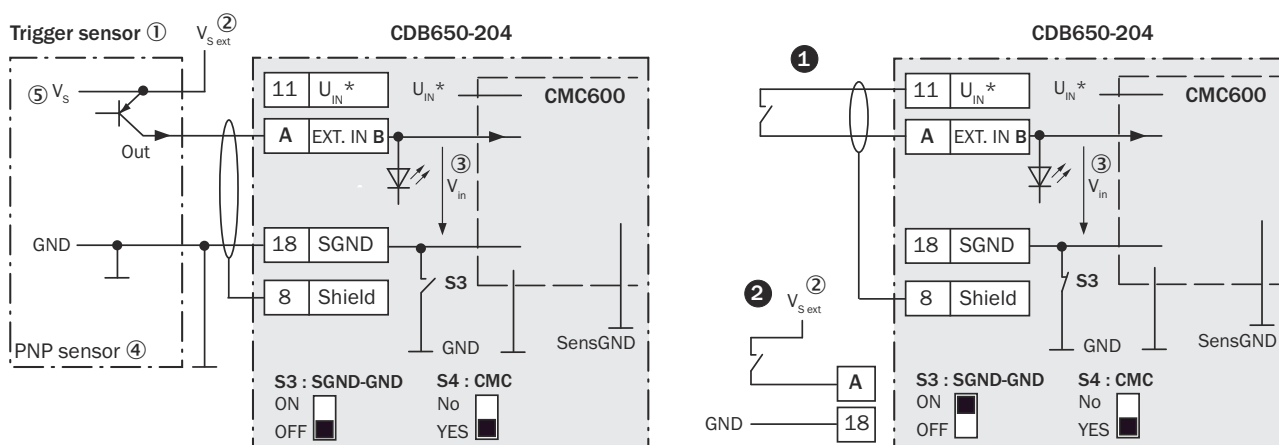 Trigger sensor ①
V_S ext ②
CDB650-204
⑤ V_S
Out
11 U_IN*
U_IN*
CMC600
A EXT. IN B
③
V_in
GND
18 SGND
S3
8 Shield
GND
SensGND
PNP sensor ④
S3 : SGND-GND
ON
OFF
S4 : CMC
No
YES
CDB650-204
❶
11 U_IN*
U_IN*
CMC600
A EXT. IN B
③
V_in
18 SGND
S3
8 Shield
❷
V_S ext ②
GND
SensGND
A
GND
18
S3 : SGND-GND
ON
OFF
S4 : CMC
No
YES